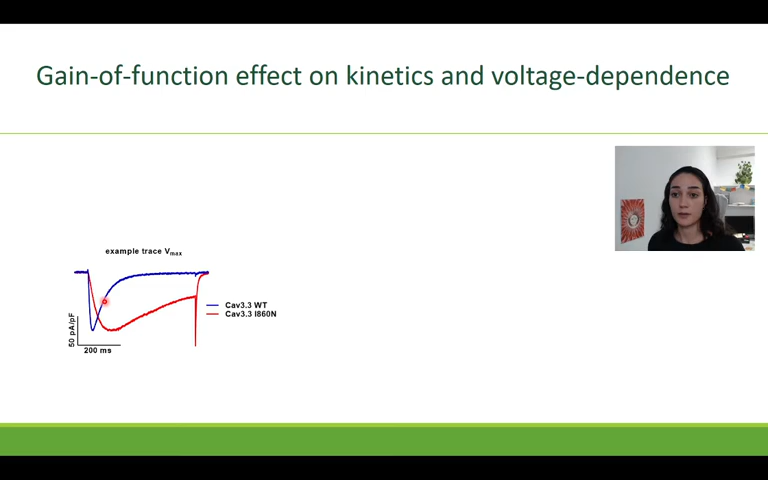 Gain-of-function effect on kinetics and voltage-dependence
example trace Vmax
Cav3.3 WT
Cav3.3 I860N
50 pA/pF
200 ms